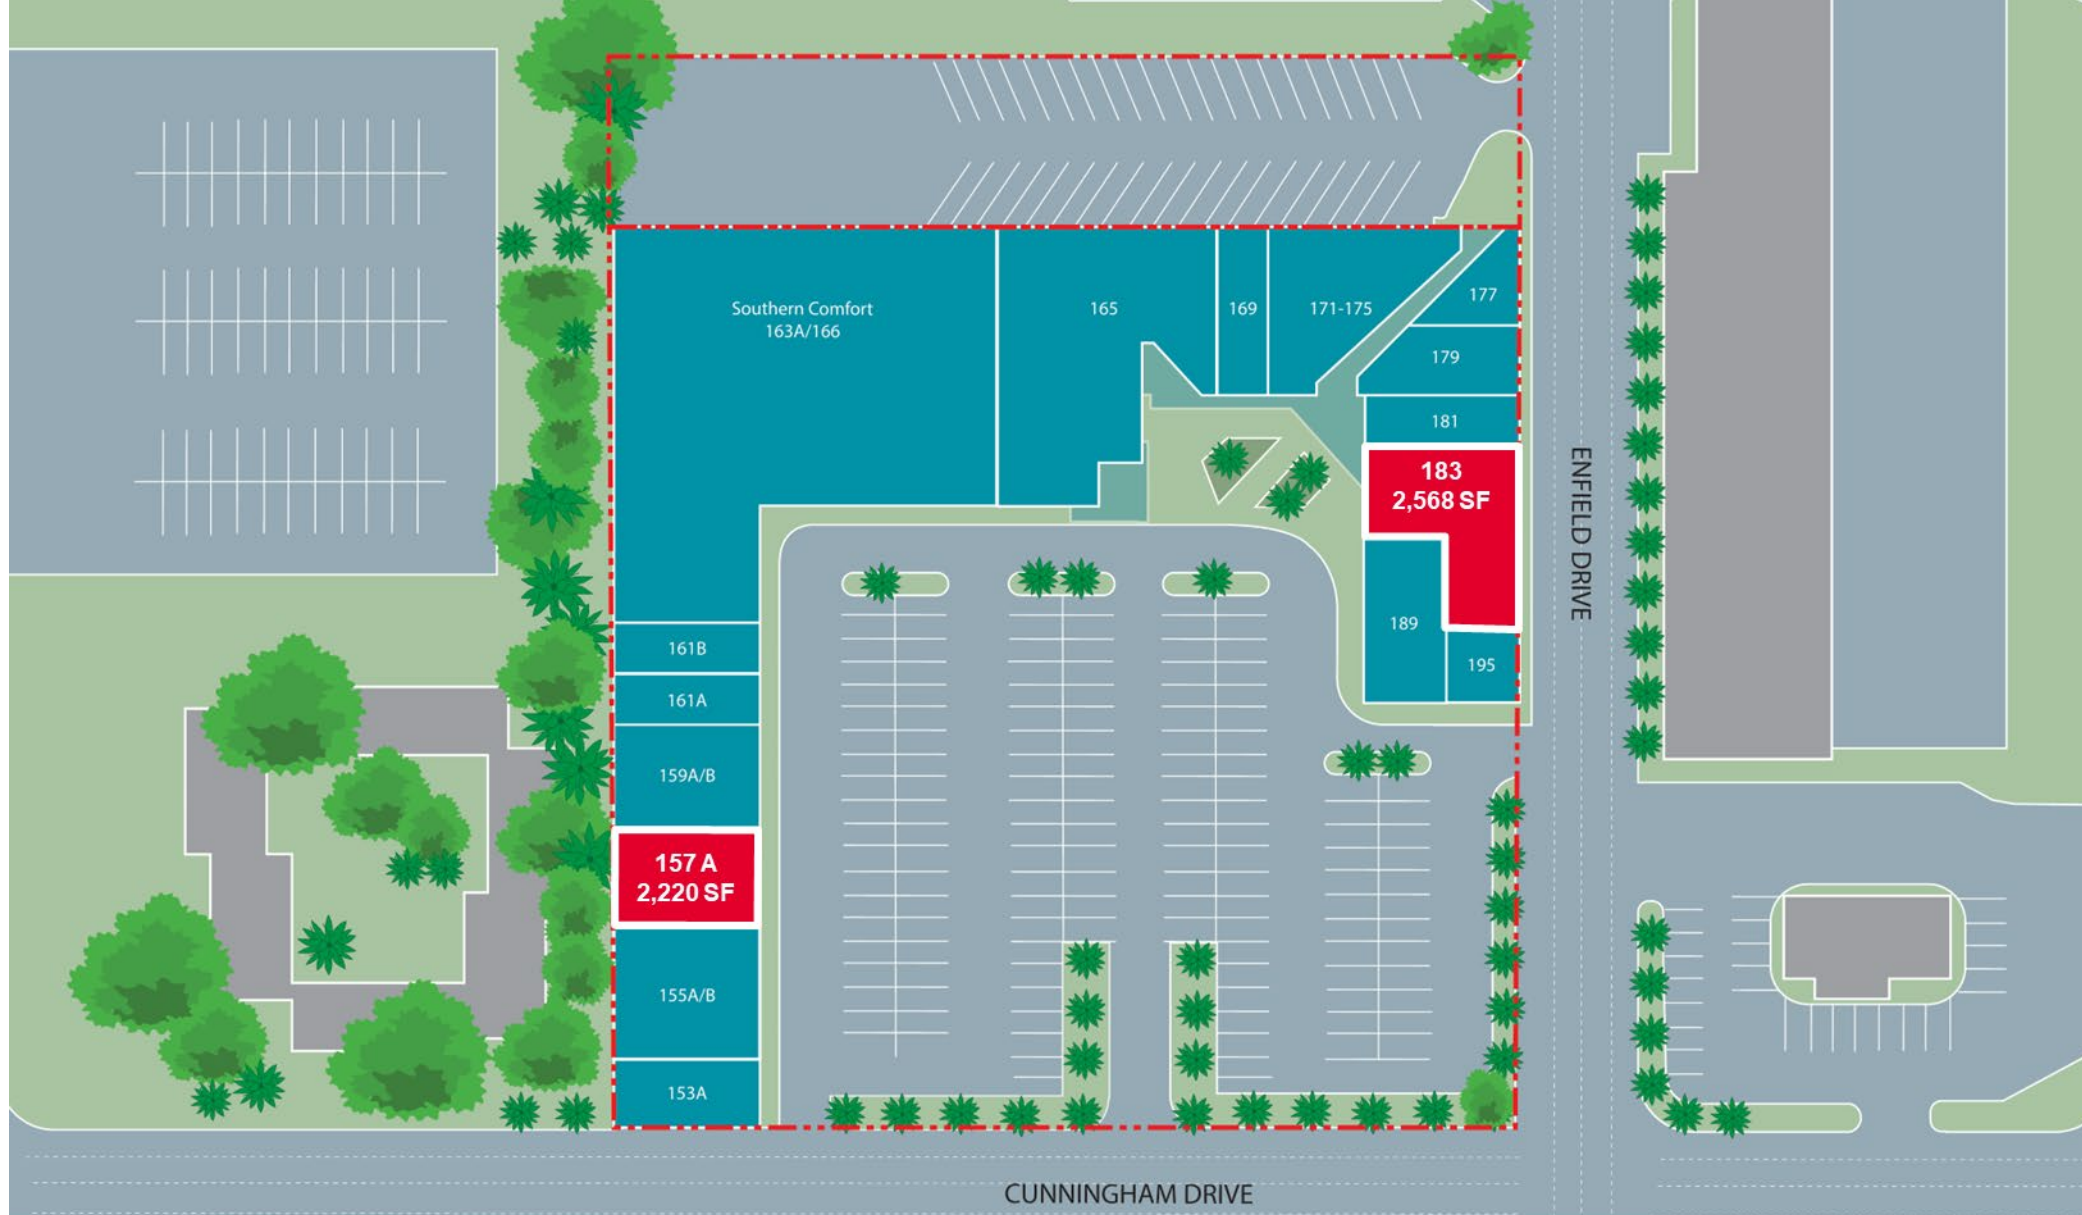 Southern Comfort
163A/166
165
169
171-175
177
179
181
183
2,568 SF
189
195
161B
161A
159A/B
157 A
2,220 SF
155A/B
153A
ENFIELD DRIVE
CUNNINGHAM DRIVE